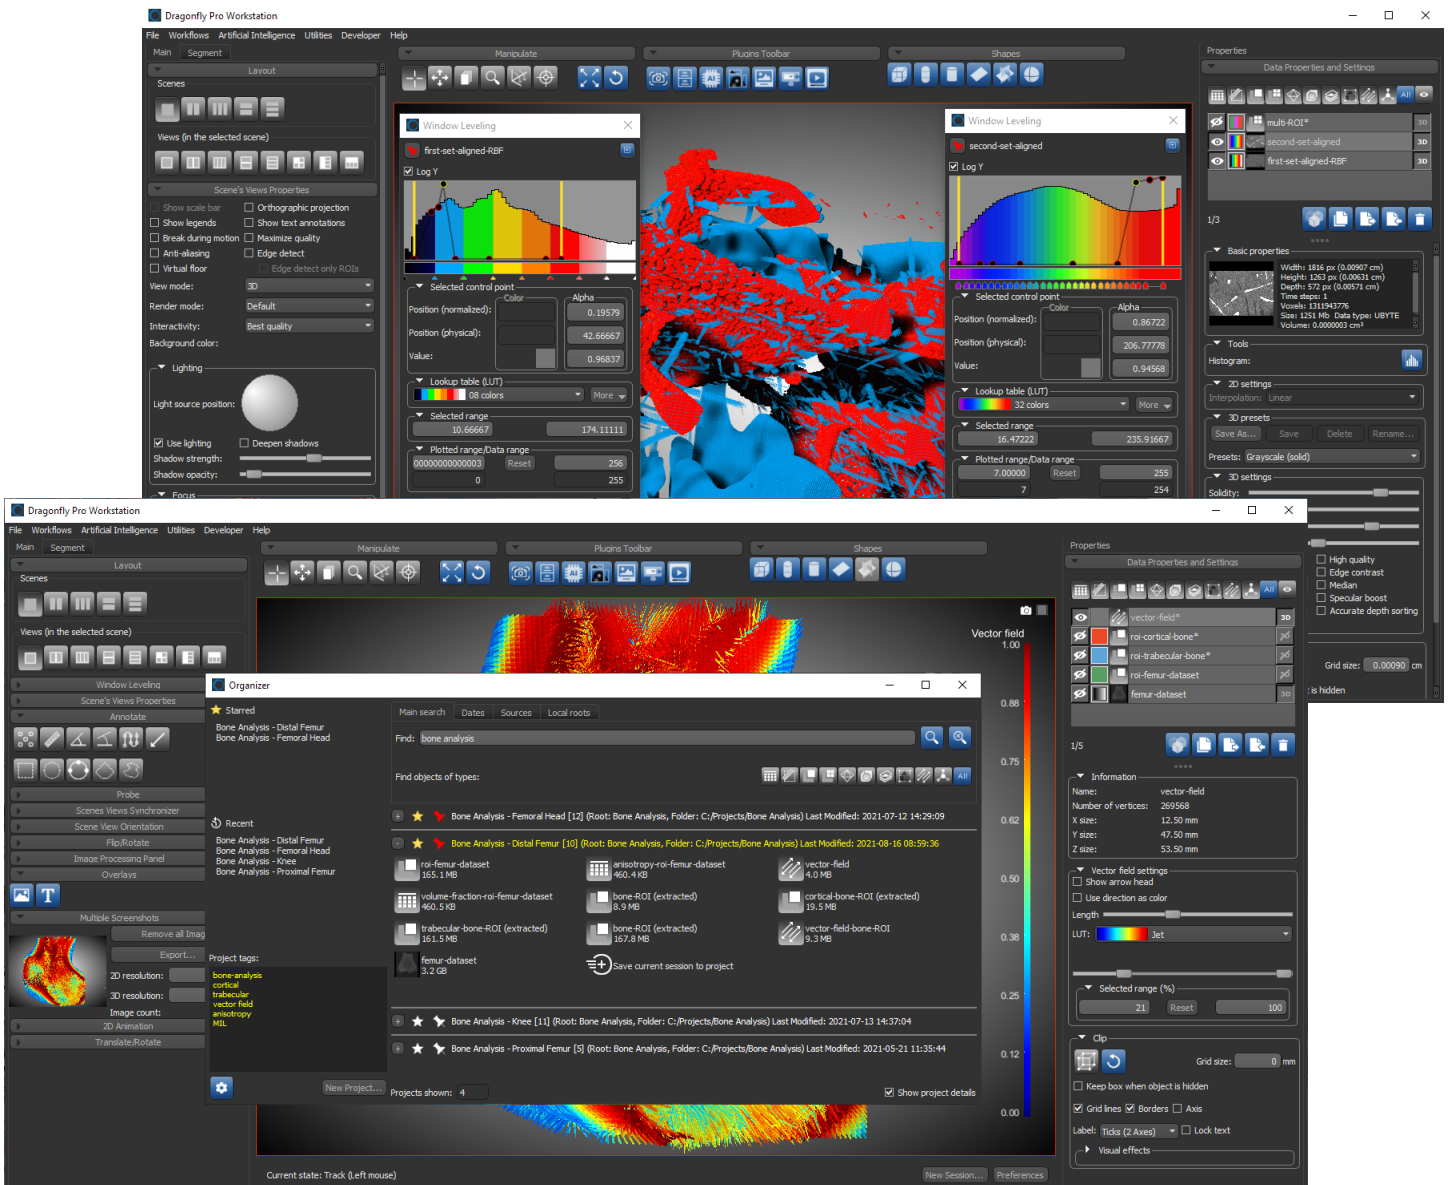 Dragonfly Pro Workstation
File Workflows Artificial Intelligence Utilities Developer Help
Main Segment
Manipulate
Plugins Toolbar
Shapes
Layout
Scenes
Views (in the selected scene)
Scene's Views Properties
Show scale bar Orthographic projection
Show legends Show text annotations
Break during motion Maximize quality
Anti-aliasing Edge detect
Virtual floor Edge detect only ROIs
View mode: 3D
Render mode: Default
Interactivity: Best quality
Background color:
Lighting
Light source position:
Use lighting Deepen shadows
Shadow strength:
Shadow opacity:
Focus
Window Leveling
first-set-aligned-RBF
Log Y
Selected control point
Color Alpha
Position (normalized): 0.19579
Position (physical): 42.66667
Value: 0.96837
Lookup table (LUT)
08 colors More
Selected range
10.66667 174.11111
Plotted range/Data range
00000000000003 Reset 256
0 255
Window Leveling
second-set-aligned
Log Y
Selected control point
Color Alpha
Position (normalized): 0.86722
Position (physical): 206.77778
Value: 0.94568
Lookup table (LUT)
32 colors More
Selected range
16.47222 235.91667
Plotted range/Data range
7.00000 Reset 255
7 254
Properties
Data Properties and Settings
All
multi-ROI* 3D
second-set-aligned 3D
first-set-aligned-RBF 3D
1/3
Basic properties
Width: 1816 px (0.00907 cm)
Height: 1263 px (0.00631 cm)
Depth: 572 px (0.00571 cm)
Time steps: 1
Voxels: 1311943776
Size: 1251 Mb Data type: UBYTE
Volume: 0.0000003 cm³
Tools
Histogram:
2D settings
Interpolation: Linear
3D presets
Save As... Save Delete Rename...
Presets: Grayscale (solid)
3D settings
Solidity:
High quality
Edge contrast
Median
Specular boost
Accurate depth sorting
Grid size: 0.00090 cm
is hidden
Dragonfly Pro Workstation
File Workflows Artificial Intelligence Utilities Developer Help
Main Segment
Manipulate
Plugins Toolbar
Shapes
Layout
Scenes
Views (in the selected scene)
Window Leveling
Scene's Views Properties
Annotate
Probe
Scenes Views Synchronizer
Scene View Orientation
Flip/Rotate
Image Processing Panel
Overlays
T
Multiple Screenshots
Remove all Imag
Export...
2D resolution:
3D resolution:
Image count:
2D Animation
Translate/Rotate
Vector field
1.00
0.88
0.75
0.62
0.50
0.38
0.25
0.12
0.00
Organizer
Starred
Bone Analysis - Distal Femur
Bone Analysis - Femoral Head
Recent
Bone Analysis - Distal Femur
Bone Analysis - Femoral Head
Bone Analysis - Knee
Bone Analysis - Proximal Femur
Project tags:
bone-analysis
cortical
trabecular
vector field
anisotropy
MIL
New Project...
Main search Dates Sources Local roots
Find: bone analysis
Find objects of types:
All
Bone Analysis - Femoral Head [12] (Root: Bone Analysis, Folder: C:/Projects/Bone Analysis) Last Modified: 2021-07-12 14:29:09
Bone Analysis - Distal Femur [10] (Root: Bone Analysis, Folder: C:/Projects/Bone Analysis) Last Modified: 2021-08-16 08:59:36
roi-femur-dataset
165.1 MB
anisotropy-roi-femur-dataset
460.4 KB
vector-field
4.0 MB
volume-fraction-roi-femur-dataset
460.5 KB
bone-ROI (extracted)
8.9 MB
cortical-bone-ROI (extracted)
19.5 MB
trabecular-bone-ROI (extracted)
161.5 MB
bone-ROI (extracted)
167.8 MB
vector-field-bone-ROI
9.3 MB
femur-dataset
3.2 GB
Save current session to project
Bone Analysis - Knee [11] (Root: Bone Analysis, Folder: C:/Projects/Bone Analysis) Last Modified: 2021-07-13 14:37:04
Bone Analysis - Proximal Femur [5] (Root: Bone Analysis, Folder: C:/Projects/Bone Analysis) Last Modified: 2021-05-21 11:35:44
Projects shown: 4
Show project details
Current state: Track (Left mouse)
New Session... Preferences
Properties
Data Properties and Settings
All
vector-field* 3D
roi-cortical-bone* 3D
roi-trabecular-bone* 3D
roi-femur-dataset 3D
femur-dataset 3D
1/5
Information
Name: vector-field
Number of vertices: 269568
X size: 12.50 mm
Y size: 47.50 mm
Z size: 53.50 mm
Vector field settings
Show arrow head
Use direction as color
Length
LUT: Jet
Selected range (%)
21 Reset 100
Clip
Grid size: 0 mm
Keep box when object is hidden
Grid lines Borders Axis
Label: Ticks (2 Axes) Lock text
Visual effects